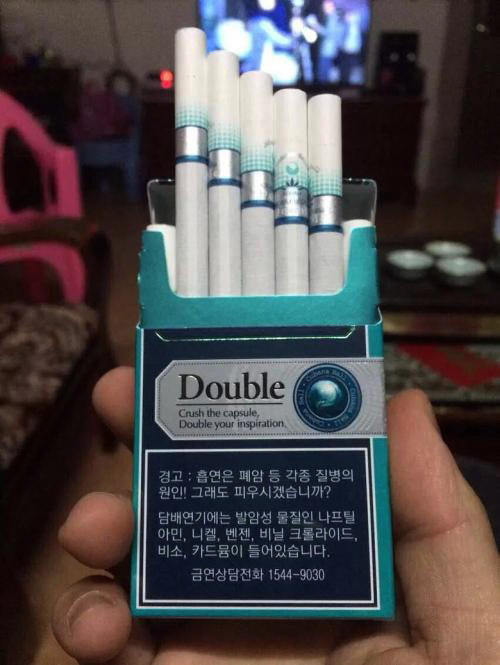 Double
Crush the capsule,
Double your inspiration.
Cubana Ball • Cubana Ball •
경고 : 흡연은 폐암 등 각종 질병의
원인! 그래도 피우시겠습니까?
담배연기에는 발암성 물질인 나프틸
아민, 니켈, 벤젠, 비닐 크롤라이드,
비소, 카드뮴이 들어있습니다.
금연상담전화 1544-9030